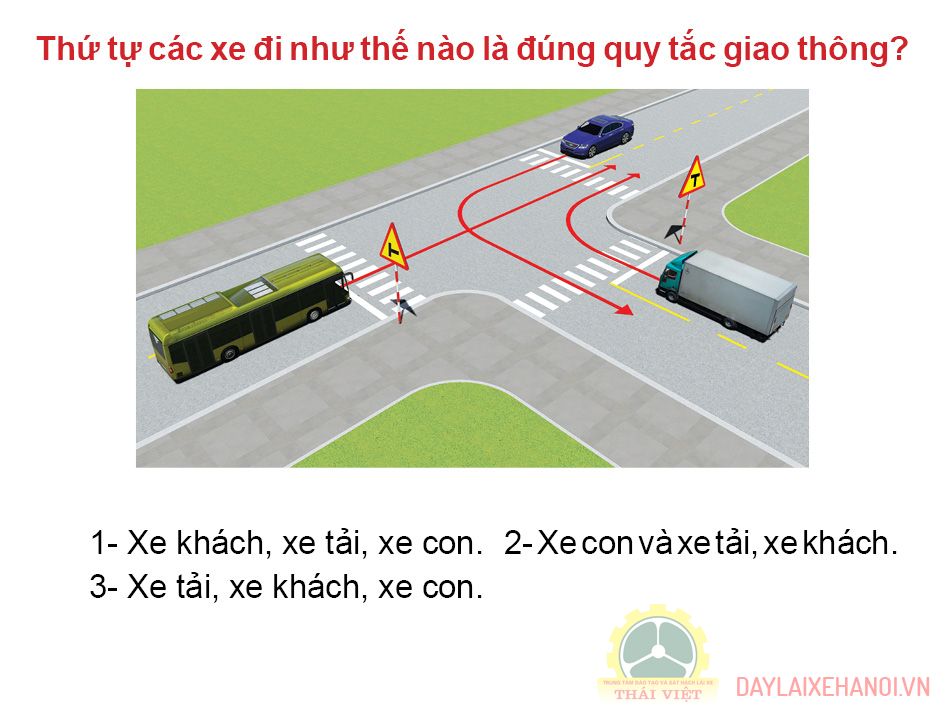 Thứ tự các xe đi như thế nào là đúng quy tắc giao thông?
1- Xe khách, xe tải, xe con. 2- Xe con và xe tải, xe khách.
3- Xe tải, xe khách, xe con.
TRUNG TÂM ĐÀO TẠO VÀ SÁT HẠCH LÁI XE
THÁI VIỆT
DAYLAIXEHANOI.VN